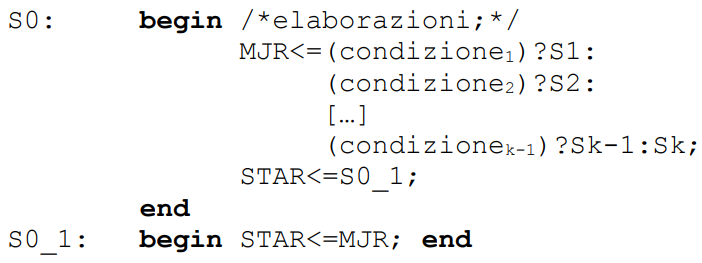 S0: begin /*elaborazioni;*/
MJR<=(condizione₁)?S1:
(condizione₂)?S2:
[…]
(condizioneₖ₋₁)?Sk-1:Sk;
STAR<=S0_1;
end
S0_1: begin STAR<=MJR; end